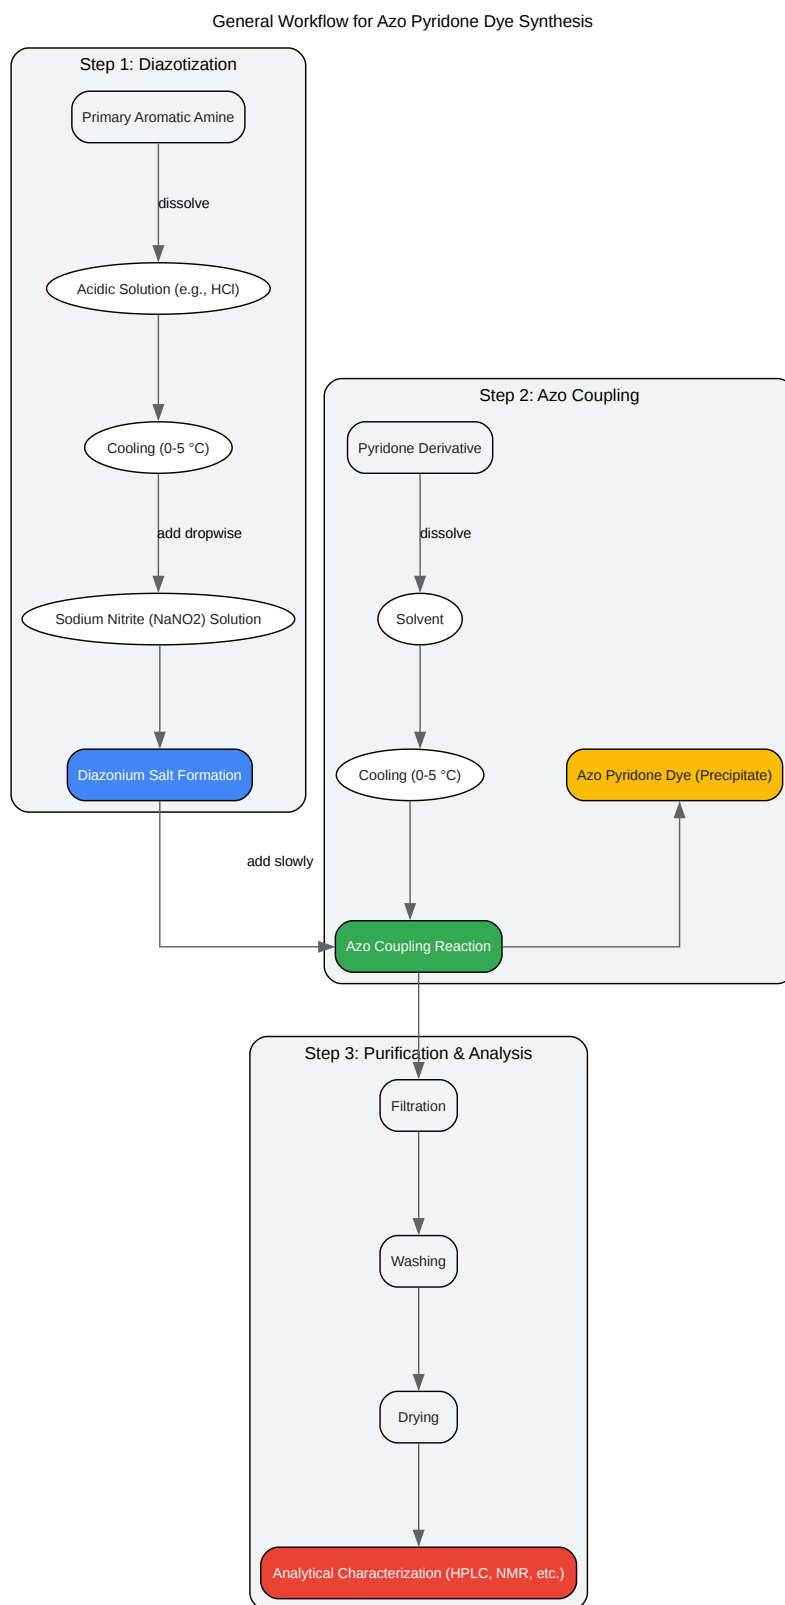 General Workflow for Azo Pyridone Dye Synthesis
Step 1: Diazotization
Primary Aromatic Amine
dissolve
Acidic Solution (e.g., HCl)
Cooling (0-5 °C)
add dropwise
Sodium Nitrite (NaNO2) Solution
Diazonium Salt Formation
add slowly
Step 2: Azo Coupling
Pyridone Derivative
dissolve
Solvent
Cooling (0-5 °C)
Azo Pyridone Dye (Precipitate)
Azo Coupling Reaction
Step 3: Purification & Analysis
Filtration
Washing
Drying
Analytical Characterization (HPLC, NMR, etc.)